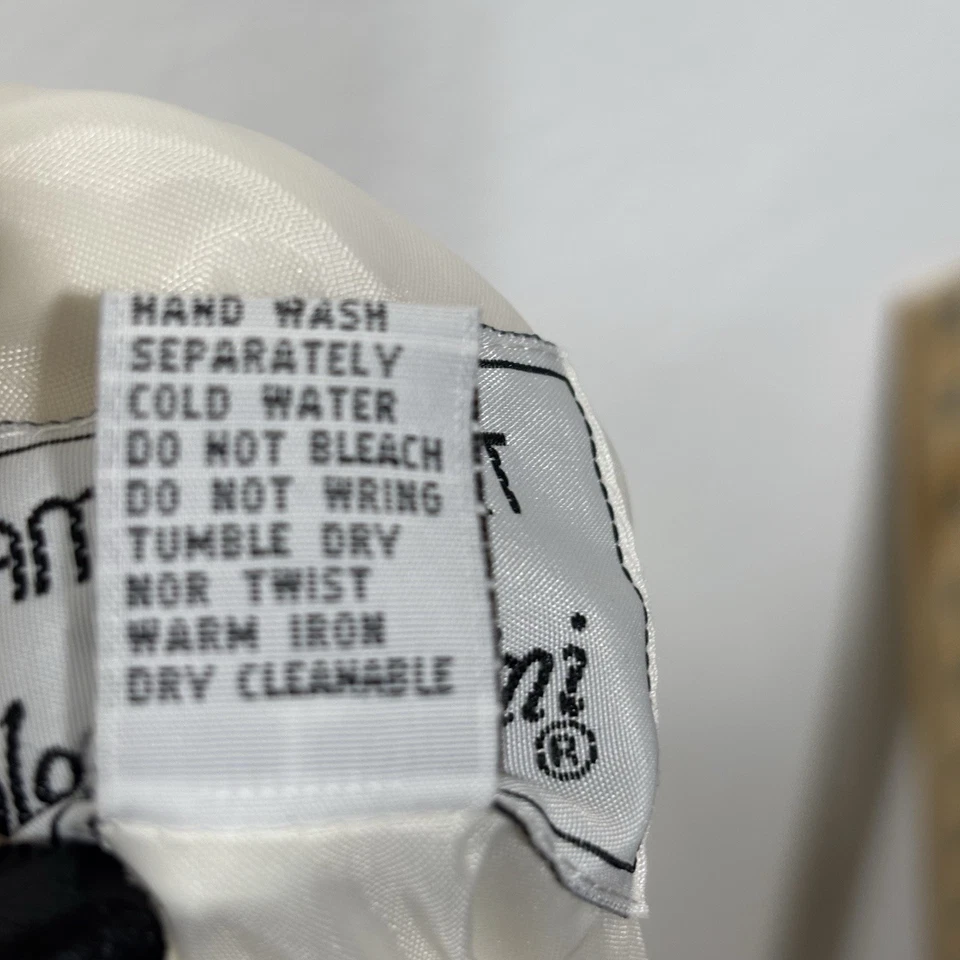 HAND WASH
SEPARATELY
COLD WATER
DO NOT BLEACH
DO NOT WRING
TUMBLE DRY
NOR TWIST
WARM IRON
DRY CLEANABLE
®